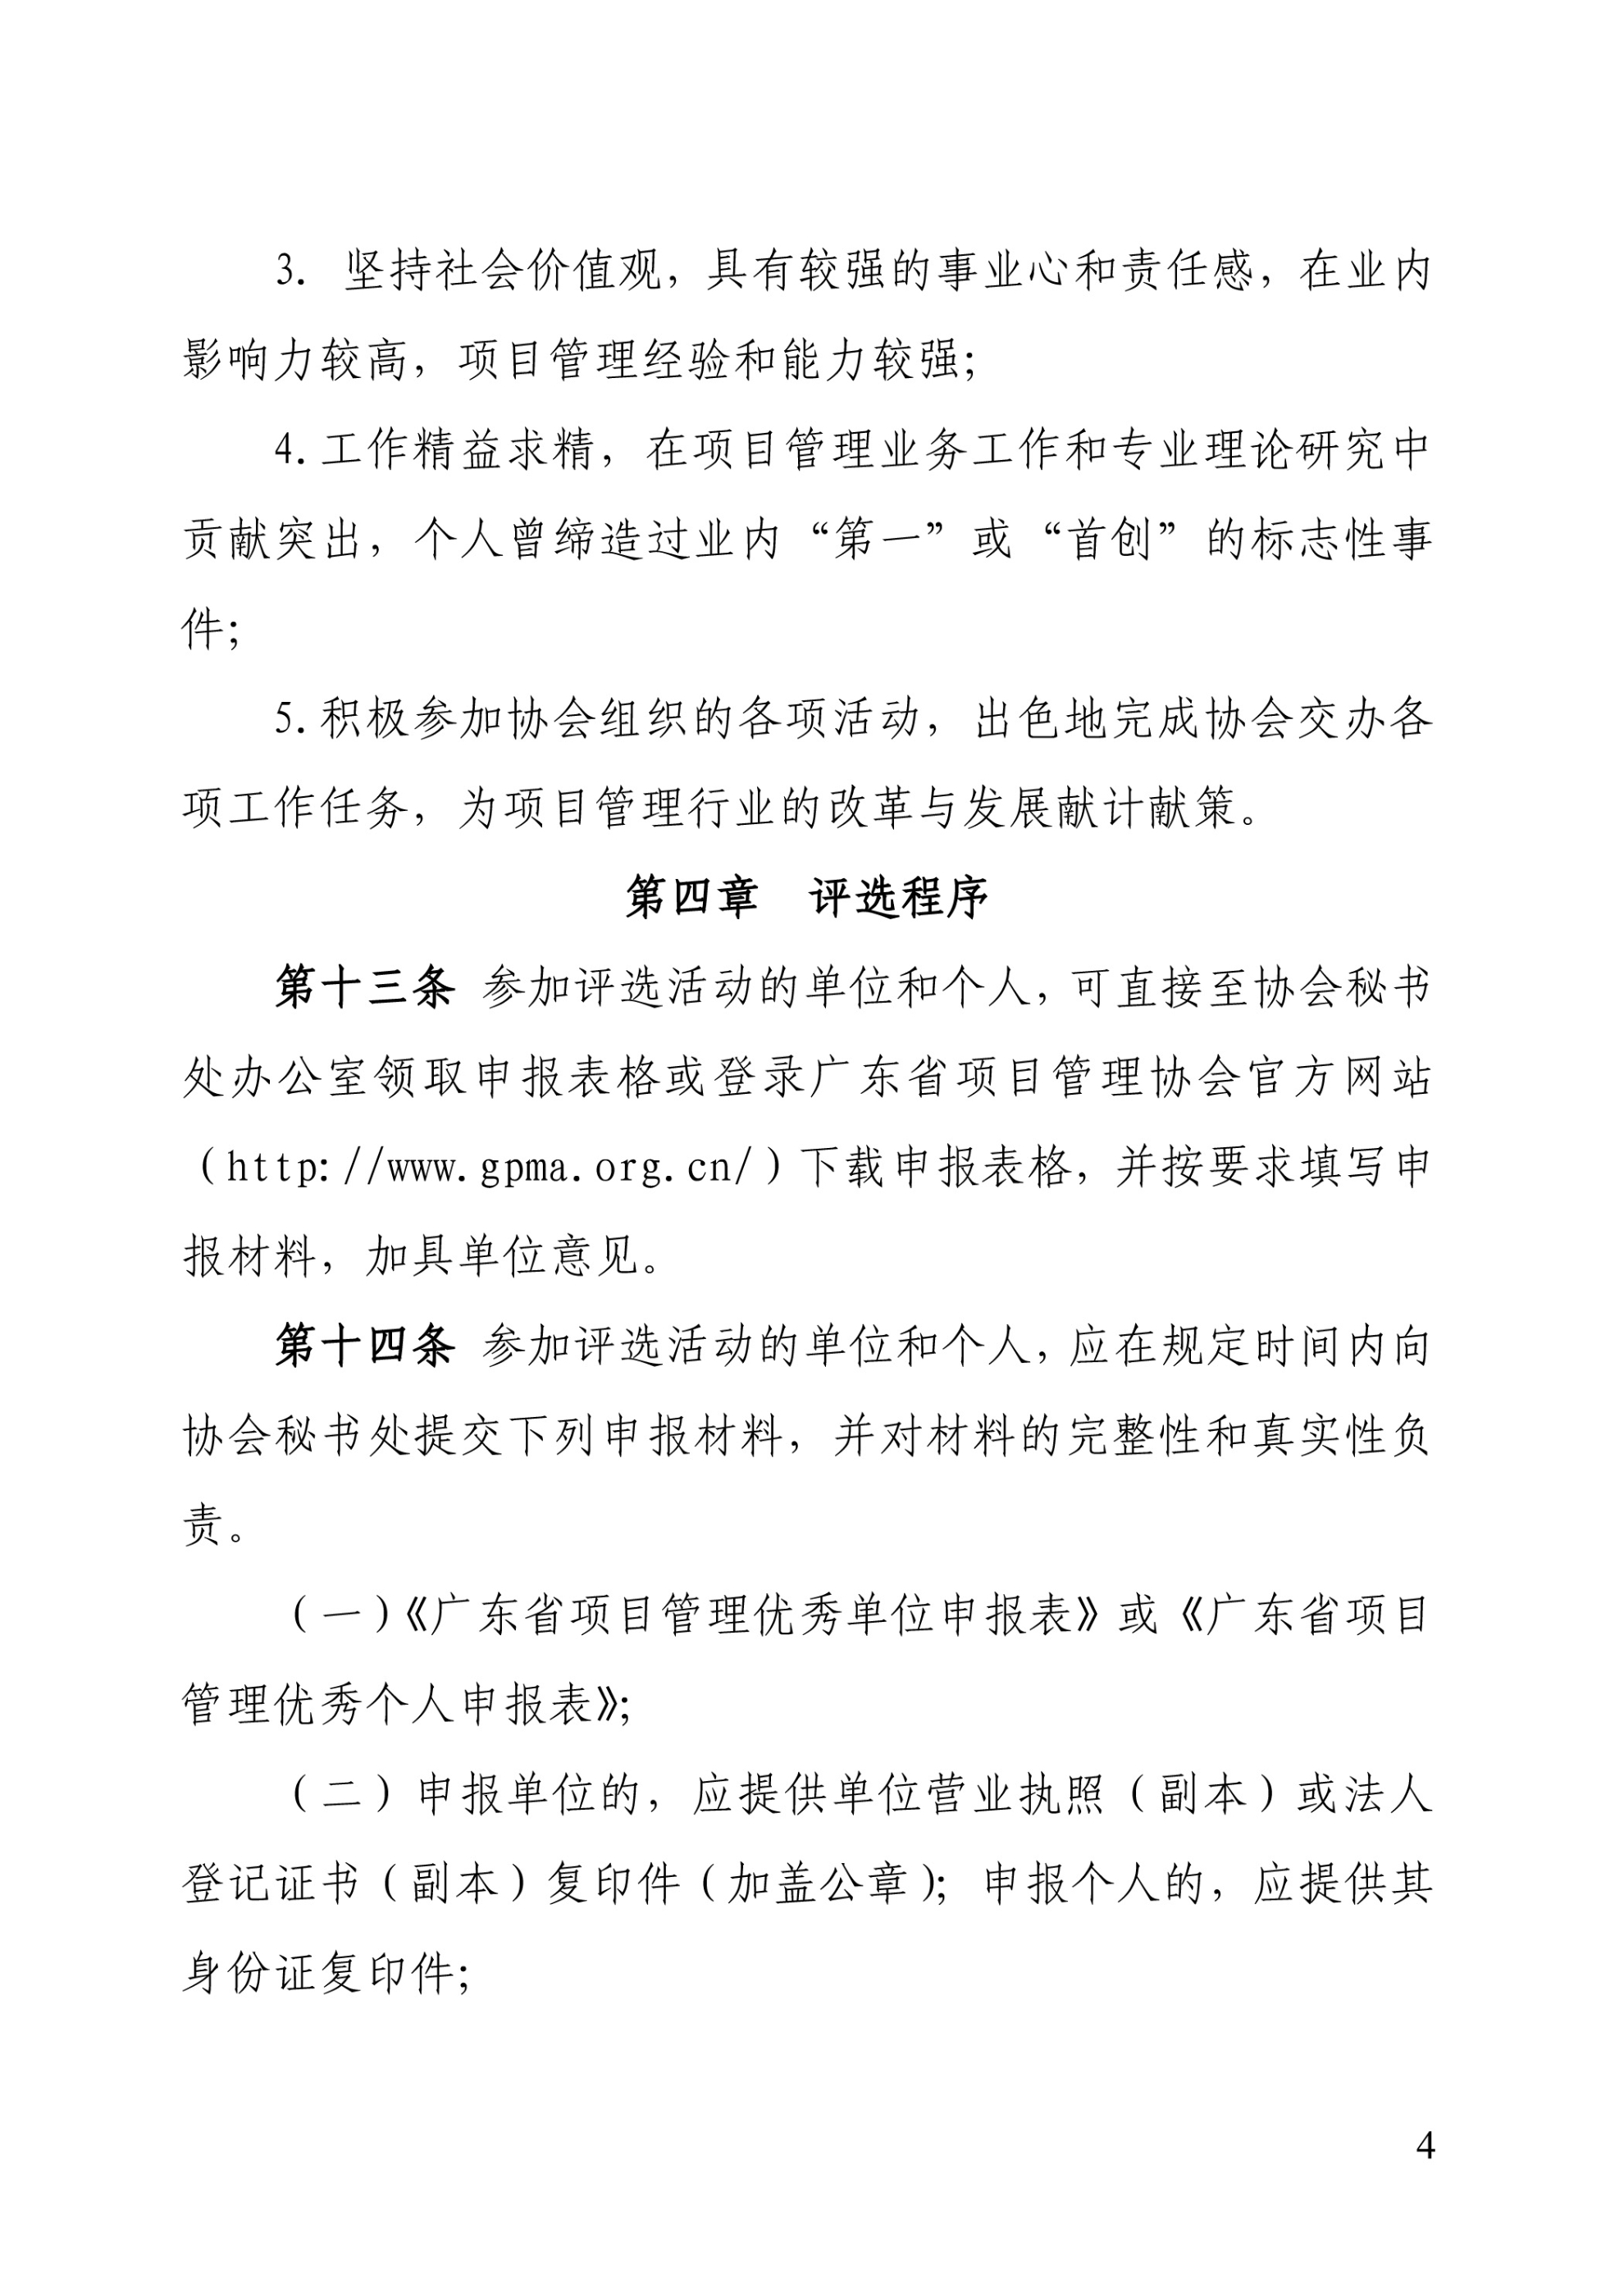 3. 坚持社会价值观，具有较强的事业心和责任感，在业内
影响力较高，项目管理经验和能力较强；
4.工作精益求精，在项目管理业务工作和专业理论研究中
贡献突出，个人曾缔造过业内“第一”或“首创”的标志性事
件；
5.积极参加协会组织的各项活动，出色地完成协会交办各
项工作任务，为项目管理行业的改革与发展献计献策。
第四章　评选程序
第十三条 参加评选活动的单位和个人，可直接至协会秘书
处办公室领取申报表格或登录广东省项目管理协会官方网站
（http://www.gpma.org.cn/）下载申报表格，并按要求填写申
报材料，加具单位意见。
第十四条 参加评选活动的单位和个人，应在规定时间内向
协会秘书处提交下列申报材料，并对材料的完整性和真实性负
责。
（一）《广东省项目管理优秀单位申报表》或《广东省项目
管理优秀个人申报表》；
（二）申报单位的，应提供单位营业执照（副本）或法人
登记证书（副本）复印件（加盖公章）；申报个人的，应提供其
身份证复印件；
4